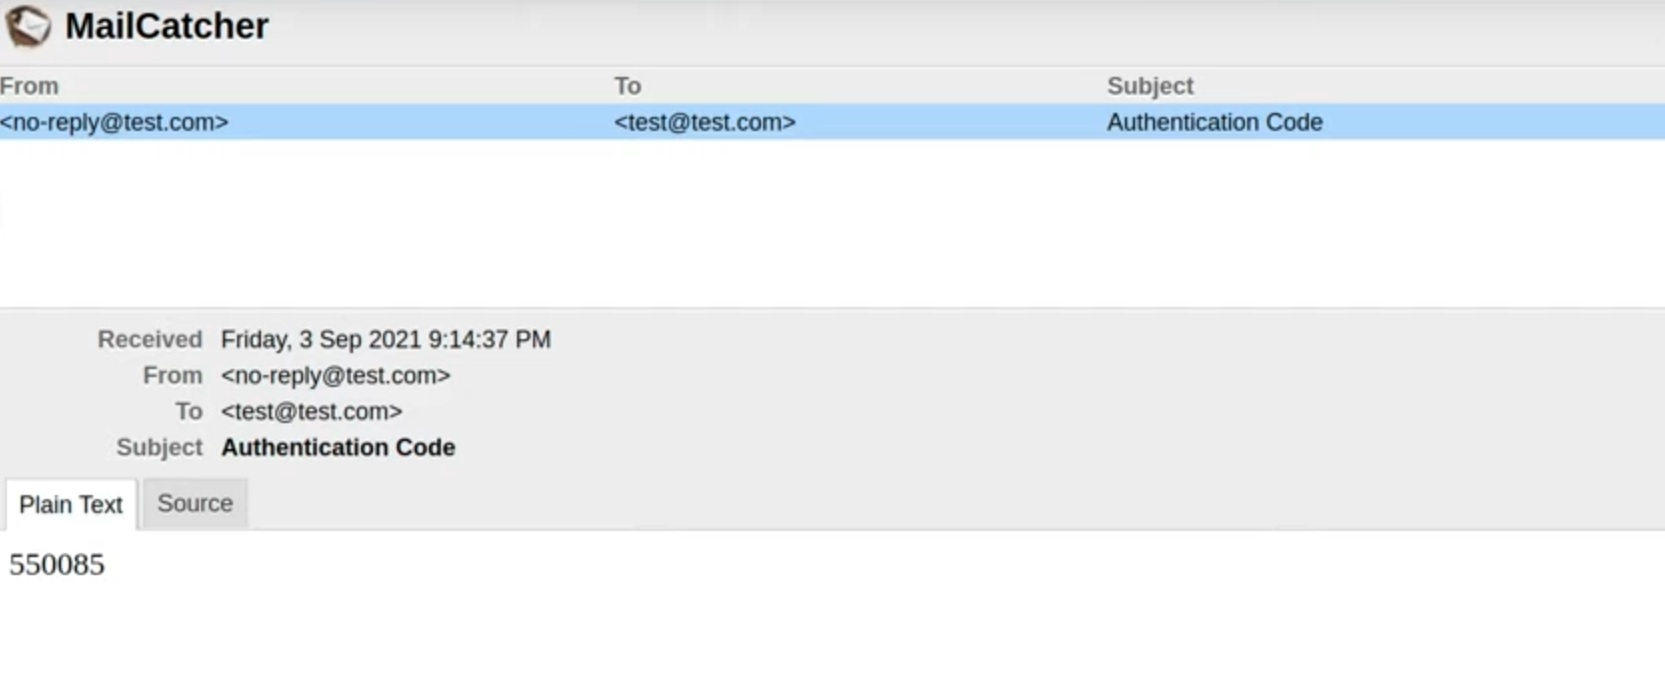 MailCatcher
From To Subject
<no-reply@test.com> <test@test.com> Authentication Code
Received Friday, 3 Sep 2021 9:14:37 PM
From <no-reply@test.com>
To <test@test.com>
Subject Authentication Code
Plain Text Source
550085